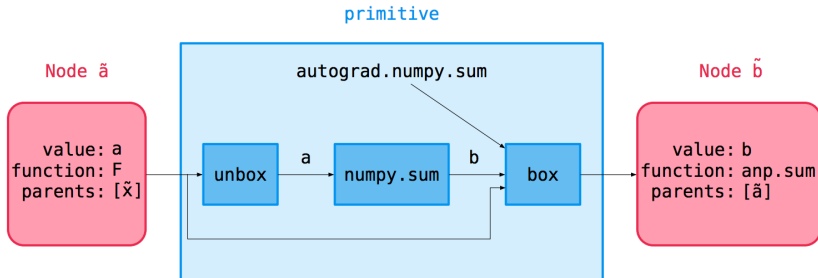 primitive
Node ã
Node b̃
autograd.numpy.sum
value: a
function: F
parents: [x̃]
unbox
a
numpy.sum
b
box
value: b
function: anp.sum
parents: [ã]